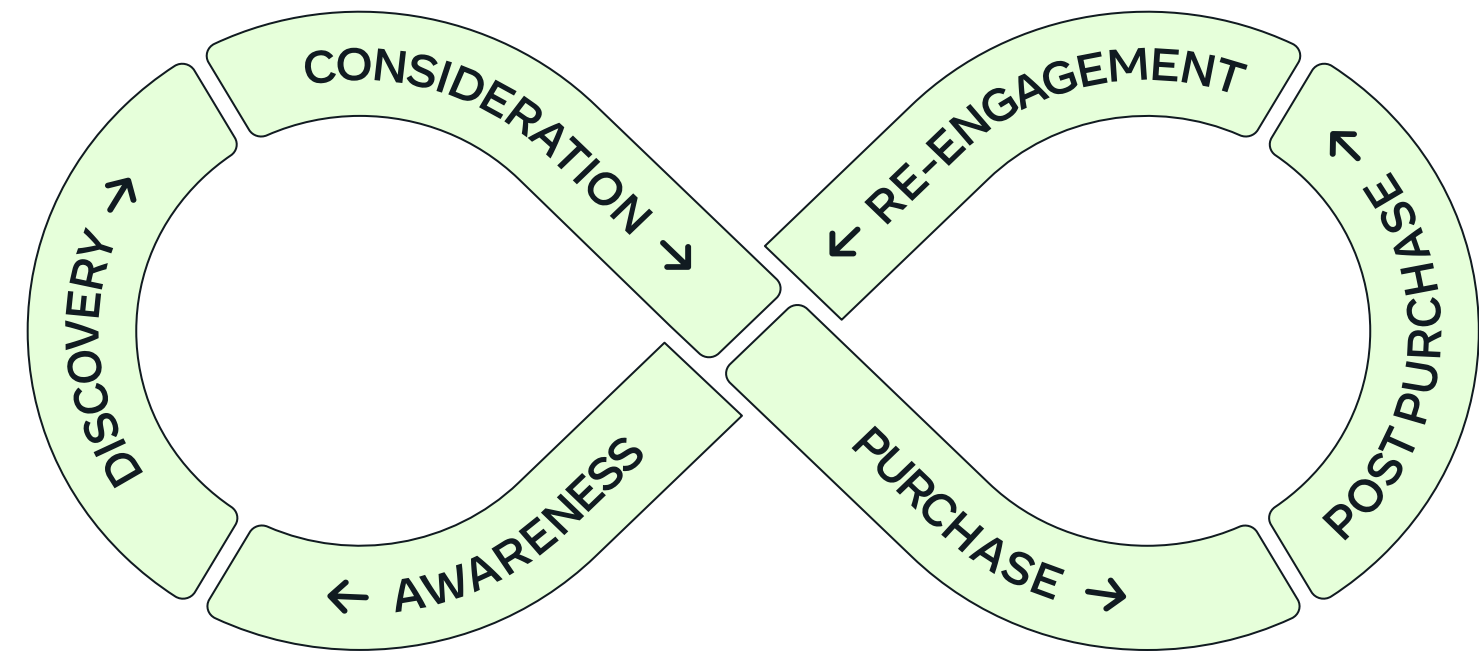 CONSIDERATION →
← RE-ENGAGEMENT
DISCOVERY →
POST PURCHASE →
← AWARENESS
PURCHASE →